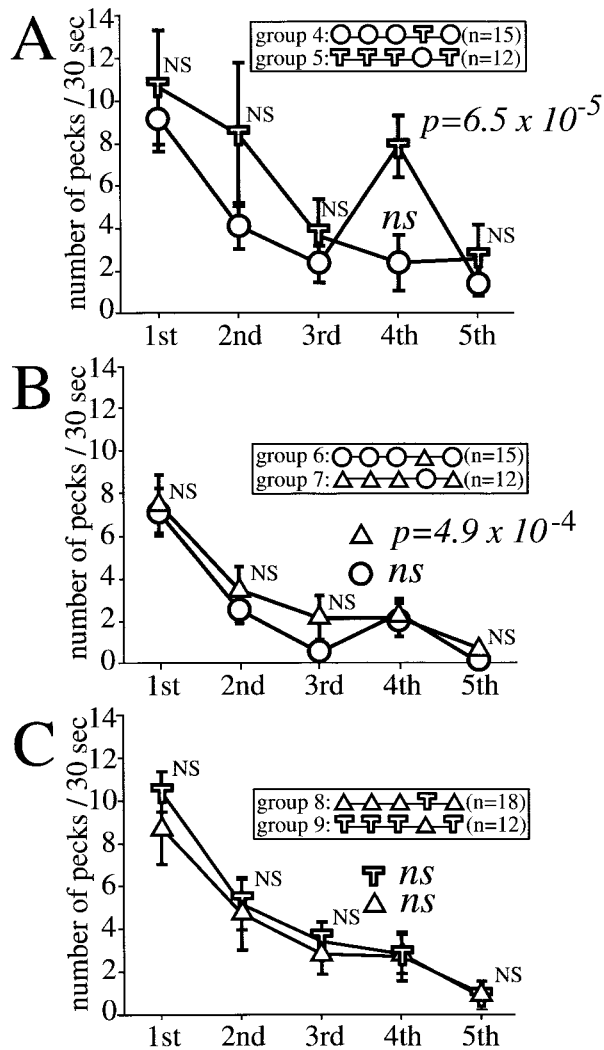 A
number of pecks / 30 sec
14
12
10
8
6
4
2
0
group 4: (n=15)
group 5: (n=12)
NS
NS
NS
p=6.5 x 10-5
ns
NS
1st 2nd 3rd 4th 5th
B
number of pecks / 30 sec
14
12
10
8
6
4
2
0
group 6: (n=15)
group 7: (n=12)
NS
NS
NS
p=4.9 x 10-4
ns
NS
1st 2nd 3rd 4th 5th
C
number of pecks / 30 sec
14
12
10
8
6
4
2
0
group 8: (n=18)
group 9: (n=12)
NS
NS
NS
ns
ns
NS
1st 2nd 3rd 4th 5th